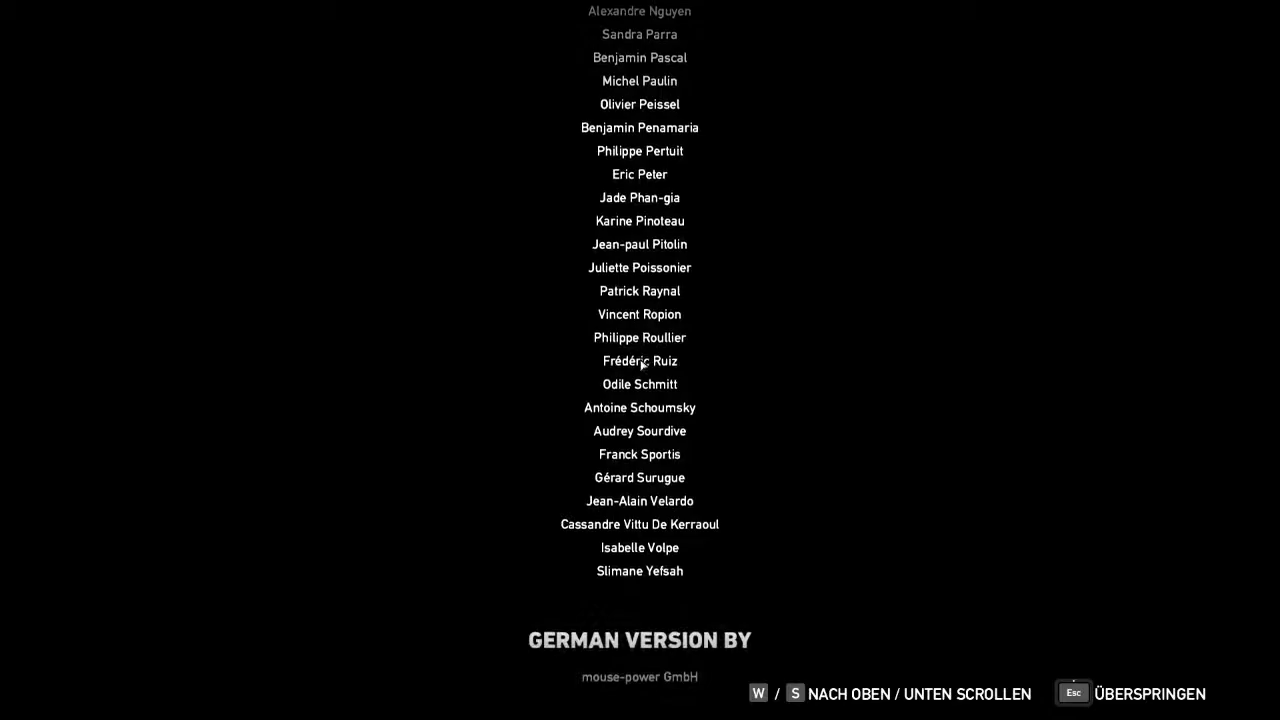 Alexandre Nguyen
Sandra Parra
Benjamin Pascal
Michel Paulin
Olivier Peissel
Benjamin Penamaria
Philippe Pertuit
Eric Peter
Jade Phan-gia
Karine Pinoteau
Jean-paul Pitolin
Juliette Poissonier
Patrick Raynal
Vincent Ropion
Philippe Roullier
Frédéric Ruiz
Odile Schmitt
Antoine Schoumsky
Audrey Sourdive
Franck Sportis
Gérard Surugue
Jean-Alain Velardo
Cassandre Vittu De Kerraoul
Isabelle Volpe
Slimane Yefsah
GERMAN VERSION BY
mouse-power GmbH
W / S NACH OBEN / UNTEN SCROLLEN Esc ÜBERSPRINGEN